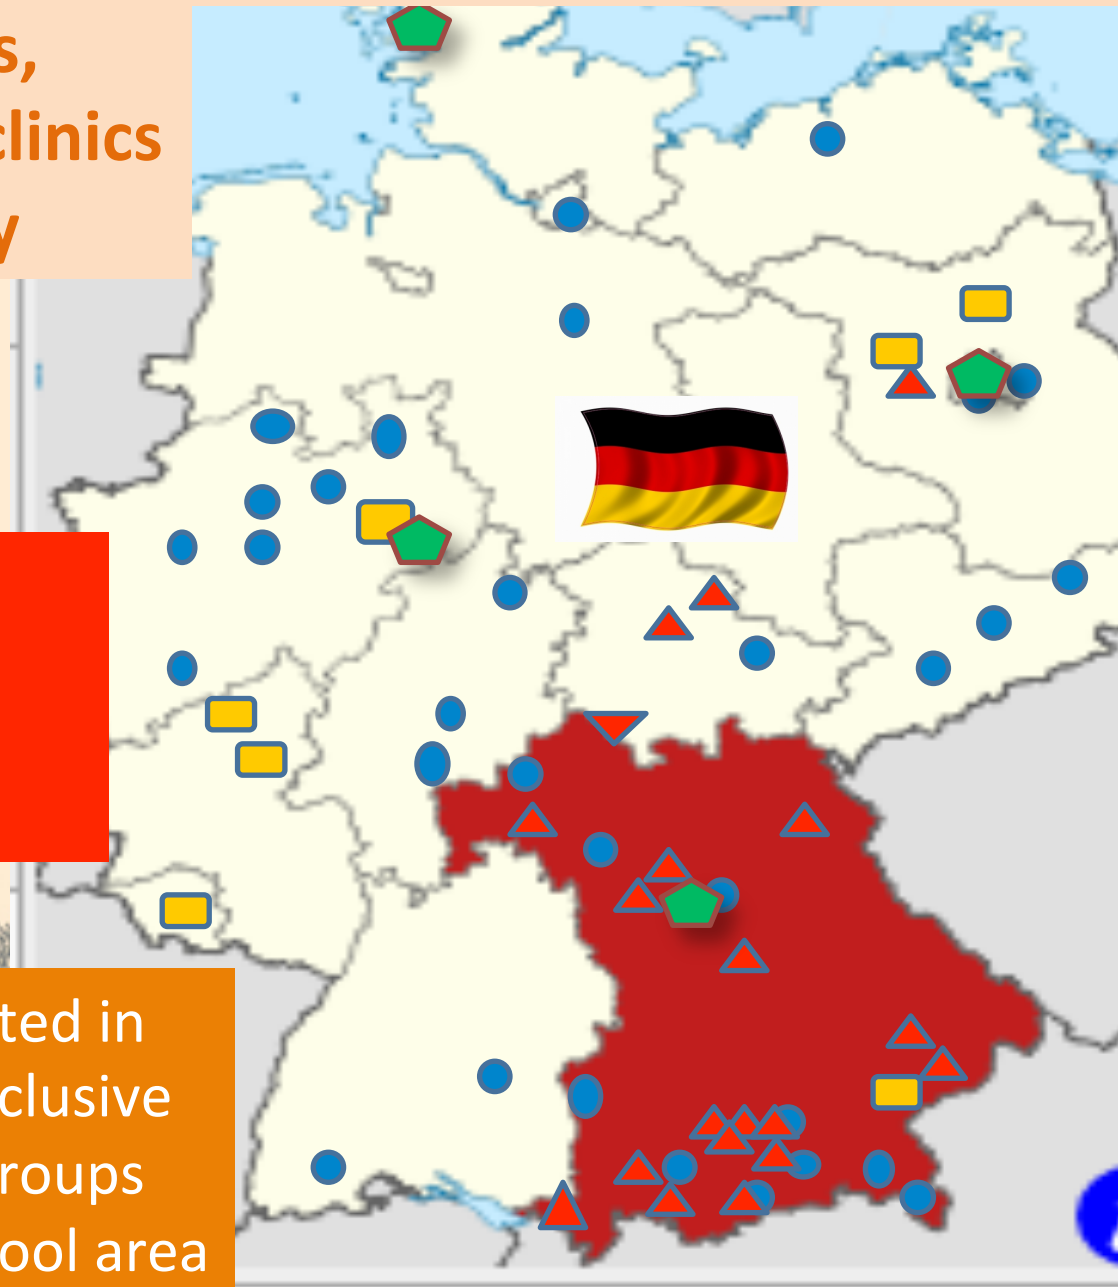 s,
clinics
y
ted in
clusive
roups
ool area